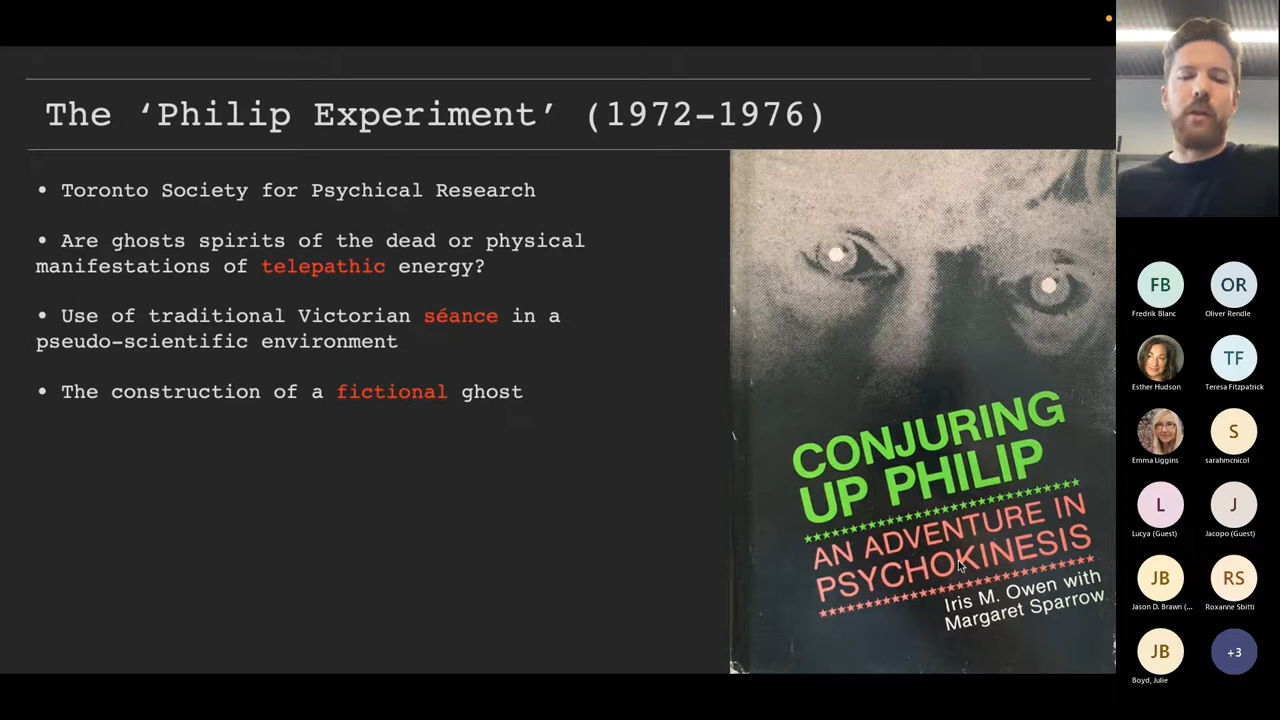 The ‘Philip Experiment’ (1972-1976)
• Toronto Society for Psychical Research
• Are ghosts spirits of the dead or physical
manifestations of telepathic energy?
• Use of traditional Victorian séance in a
pseudo-scientific environment
• The construction of a fictional ghost
CONJURING
UP PHILIP
AN ADVENTURE IN
PSYCHOKINESIS
Iris M. Owen with
Margaret Sparrow
FB
OR
Fredrik Blanc
Oliver Rendle
TF
Esther Hudson
Teresa Fitzpatrick
S
Emma Liggins
sarahmcnicol
L
J
Lucya (Guest)
Jacopo (Guest)
JB
RS
Jason D. Brawn (...
Roxanne Sbitti
JB
+3
Boyd, Julie